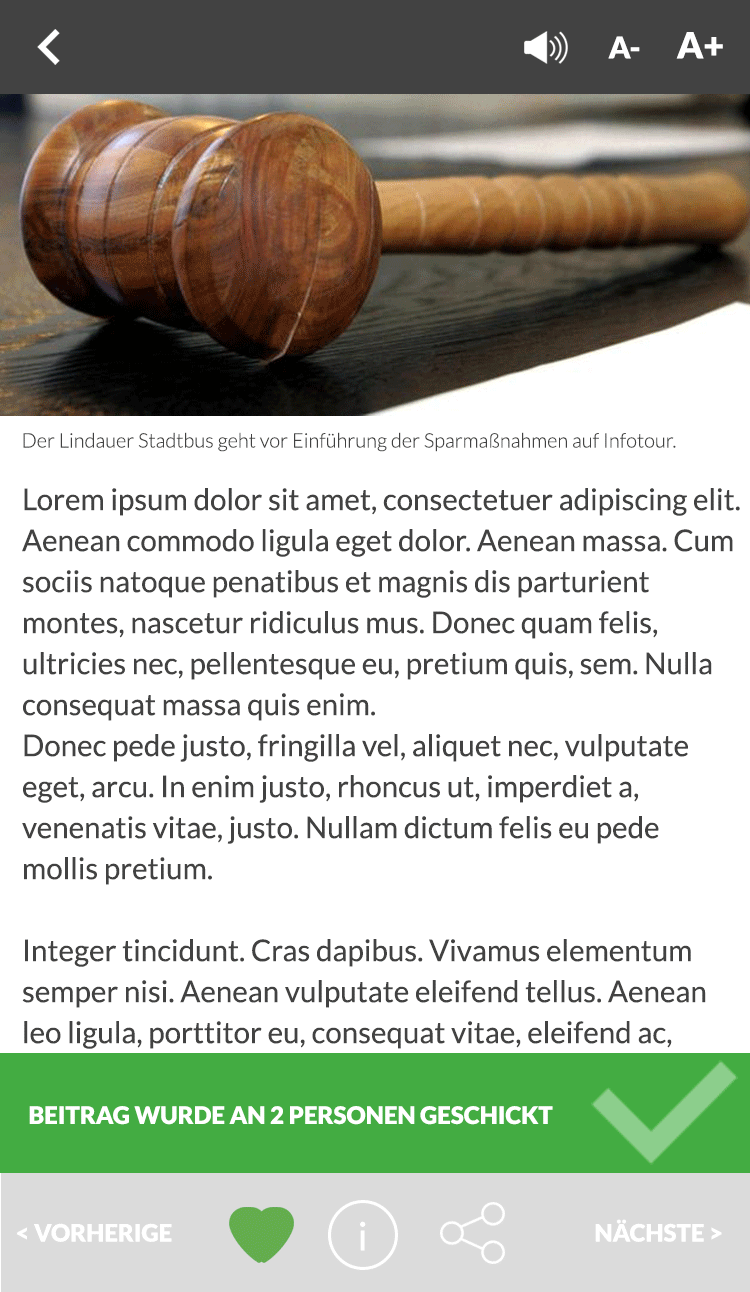 A- A+
Der Lindauer Stadtbus geht vor Einführung der Sparmaßnahmen auf Infotour.
Lorem ipsum dolor sit amet, consectetuer adipiscing elit.
Aenean commodo ligula eget dolor. Aenean massa. Cum
sociis natoque penatibus et magnis dis parturient
montes, nascetur ridiculus mus. Donec quam felis,
ultricies nec, pellentesque eu, pretium quis, sem. Nulla
consequat massa quis enim.
Donec pede justo, fringilla vel, aliquet nec, vulputate
eget, arcu. In enim justo, rhoncus ut, imperdiet a,
venenatis vitae, justo. Nullam dictum felis eu pede
mollis pretium.
Integer tincidunt. Cras dapibus. Vivamus elementum
semper nisi. Aenean vulputate eleifend tellus. Aenean
leo ligula, porttitor eu, consequat vitae, eleifend ac,
BEITRAG WURDE AN 2 PERSONEN GESCHICKT
< VORHERIGE i NÄCHSTE >